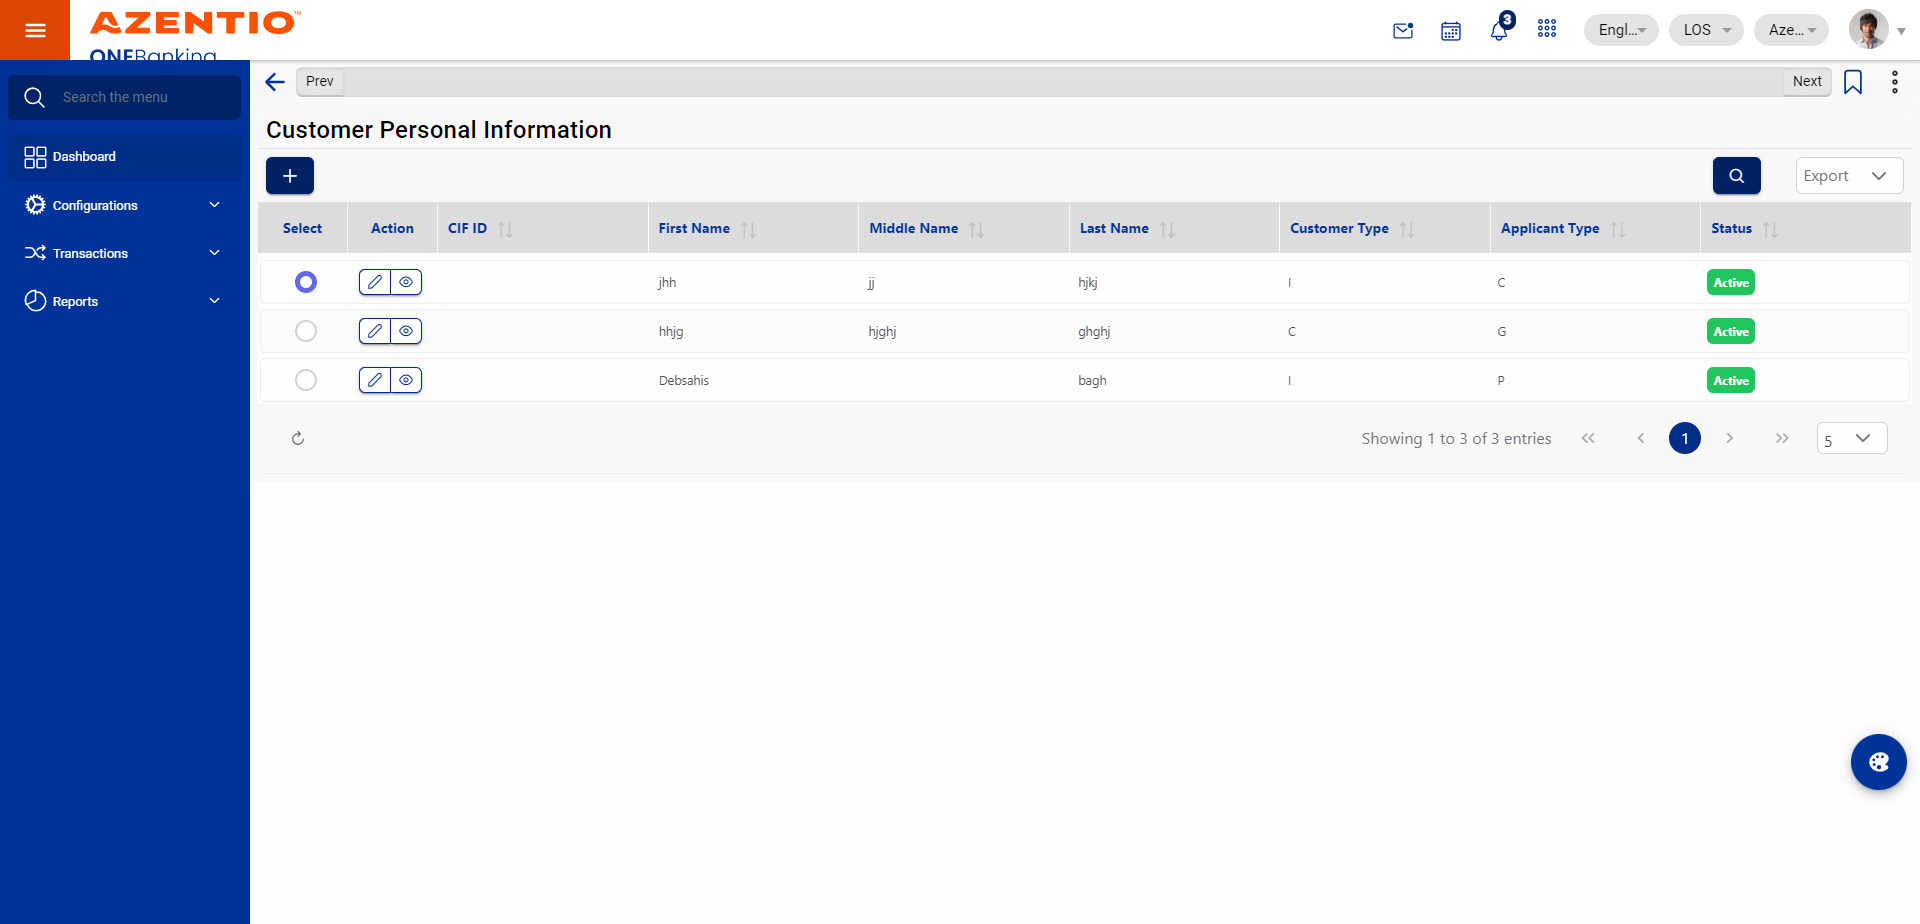 AZENTIO™
ONEBanking
3
Engl...
LOS
Aze...
Search the menu
Dashboard
Configurations
Transactions
Reports
Prev
Next
Customer Personal Information
+
Export
Select Action CIF ID First Name Middle Name Last Name Customer Type Applicant Type Status
jhh jj hjkj I C Active
hhjg hjghj ghghj C G Active
Debsahis bagh I P Active
Showing 1 to 3 of 3 entries « ‹ 1 › » 5